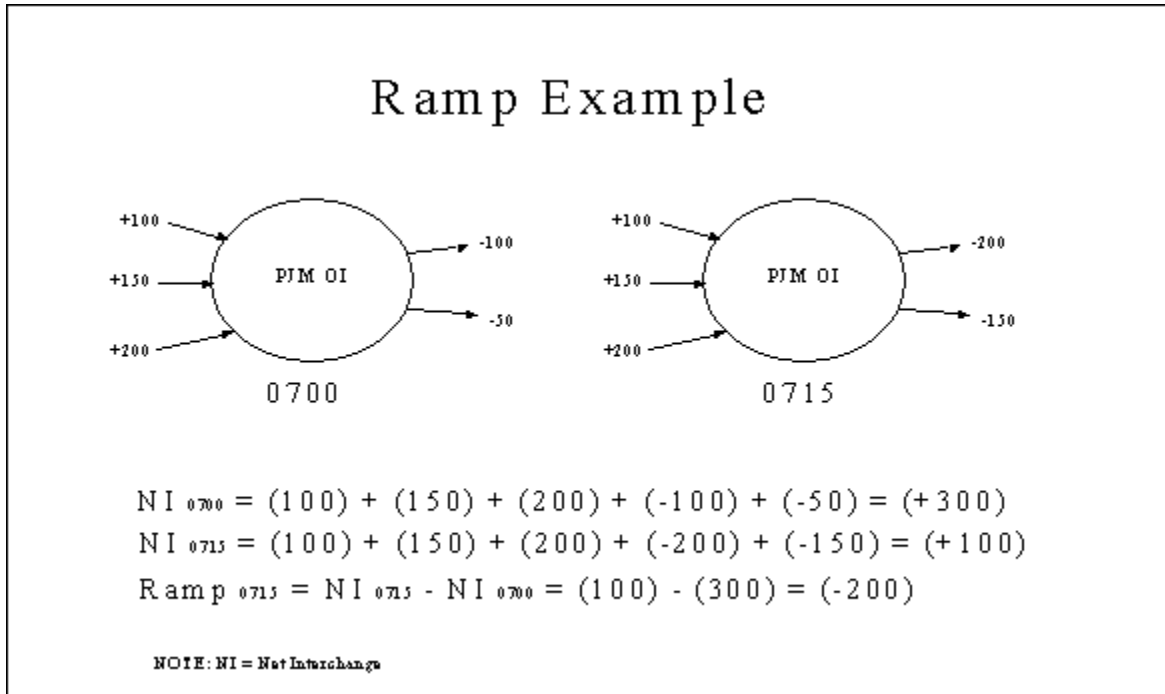 Ramp Example
+100
+150
+200
PJM OI
-100
-50
0700
+100
+150
+200
PJM OI
-200
-150
0715
NI 0700 = (100) + (150) + (200) + (-100) + (-50) = (+300)
NI 0715 = (100) + (150) + (200) + (-200) + (-150) = (+100)
Ramp 0715 = NI 0715 - NI 0700 = (100) - (300) = (-200)
NOTE: NI = Net Interchange